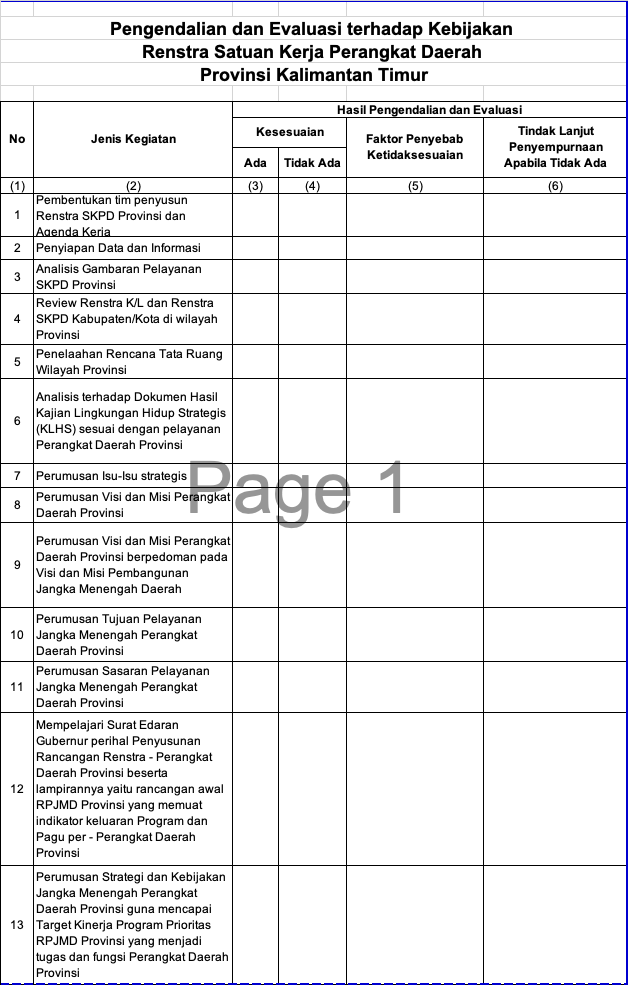 Pengendalian dan Evaluasi terhadap Kebijakan
Renstra Satuan Kerja Perangkat Daerah
Provinsi Kalimantan Timur
No
Jenis Kegiatan
Hasil Pengendalian dan Evaluasi
Kesesuaian
Faktor Penyebab
Ketidaksesuaian
Tindak Lanjut
Penyempurnaan
Apabila Tidak Ada
Ada
Tidak Ada
(1)
(2)
(3)
(4)
(5)
(6)
1
Pembentukan tim penyusun
Renstra SKPD Provinsi dan
Agenda Kerja
2
Penyiapan Data dan Informasi
3
Analisis Gambaran Pelayanan
SKPD Provinsi
4
Review Renstra K/L dan Renstra
SKPD Kabupaten/Kota di wilayah
Provinsi
5
Penelaahan Rencana Tata Ruang
Wilayah Provinsi
6
Analisis terhadap Dokumen Hasil
Kajian Lingkungan Hidup Strategis
(KLHS) sesuai dengan pelayanan
Perangkat Daerah Provinsi
7
Perumusan Isu-Isu strategis
Page 1
8
Perumusan Visi dan Misi Perangkat
Daerah Provinsi
9
Perumusan Visi dan Misi Perangkat
Daerah Provinsi berpedoman pada
Visi dan Misi Pembangunan
Jangka Menengah Daerah
10
Perumusan Tujuan Pelayanan
Jangka Menengah Perangkat
Daerah Provinsi
11
Perumusan Sasaran Pelayanan
Jangka Menengah Perangkat
Daerah Provinsi
12
Mempelajari Surat Edaran
Gubernur perihal Penyusunan
Rancangan Renstra - Perangkat
Daerah Provinsi beserta
lampirannya yaitu rancangan awal
RPJMD Provinsi yang memuat
indikator keluaran Program dan
Pagu per - Perangkat Daerah
Provinsi
13
Perumusan Strategi dan Kebijakan
Jangka Menengah Perangkat
Daerah Provinsi guna mencapai
Target Kinerja Program Prioritas
RPJMD Provinsi yang menjadi
tugas dan fungsi Perangkat Daerah
Provinsi